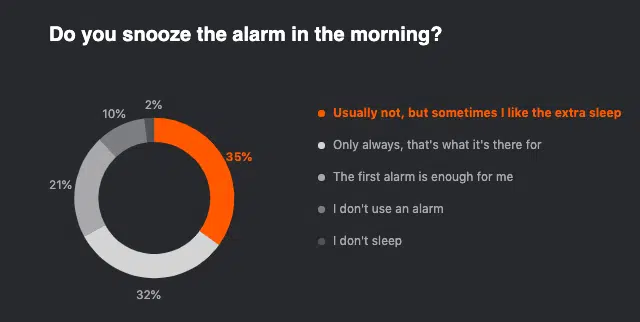 Do you snooze the alarm in the morning?
2%
10%
35%
21%
32%
Usually not, but sometimes I like the extra sleep
Only always, that's what it's there for
The first alarm is enough for me
I don't use an alarm
I don't sleep